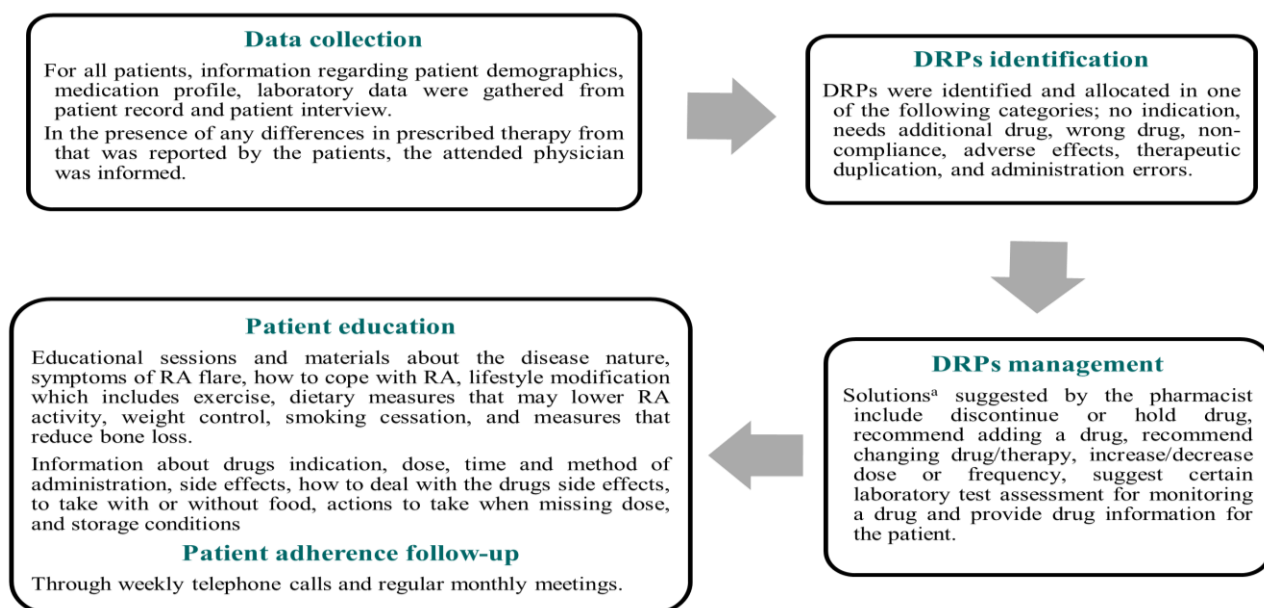 Data collection
For all patients, information regarding patient demographics,
medication profile, laboratory data were gathered from
patient record and patient interview.
In the presence of any differences in prescribed therapy from
that was reported by the patients, the attended physician
was informed.
DRPs identification
DRPs were identified and allocated in one
of the following categories; no indication,
needs additional drug, wrong drug, non-
compliance, adverse effects, therapeutic
duplication, and administration errors.
DRPs management
Solutionsᵃ suggested by the pharmacist
include discontinue or hold drug,
recommend adding a drug, recommend
changing drug/therapy, increase/decrease
dose or frequency, suggest certain
laboratory test assessment for monitoring
a drug and provide drug information for
the patient.
Patient education
Educational sessions and materials about the disease nature,
symptoms of RA flare, how to cope with RA, lifestyle modification
which includes exercise, dietary measures that may lower RA
activity, weight control, smoking cessation, and measures that
reduce bone loss.
Information about drugs indication, dose, time and method of
administration, side effects, how to deal with the drugs side effects,
to take with or without food, actions to take when missing dose,
and storage conditions
Patient adherence follow-up
Through weekly telephone calls and regular monthly meetings.